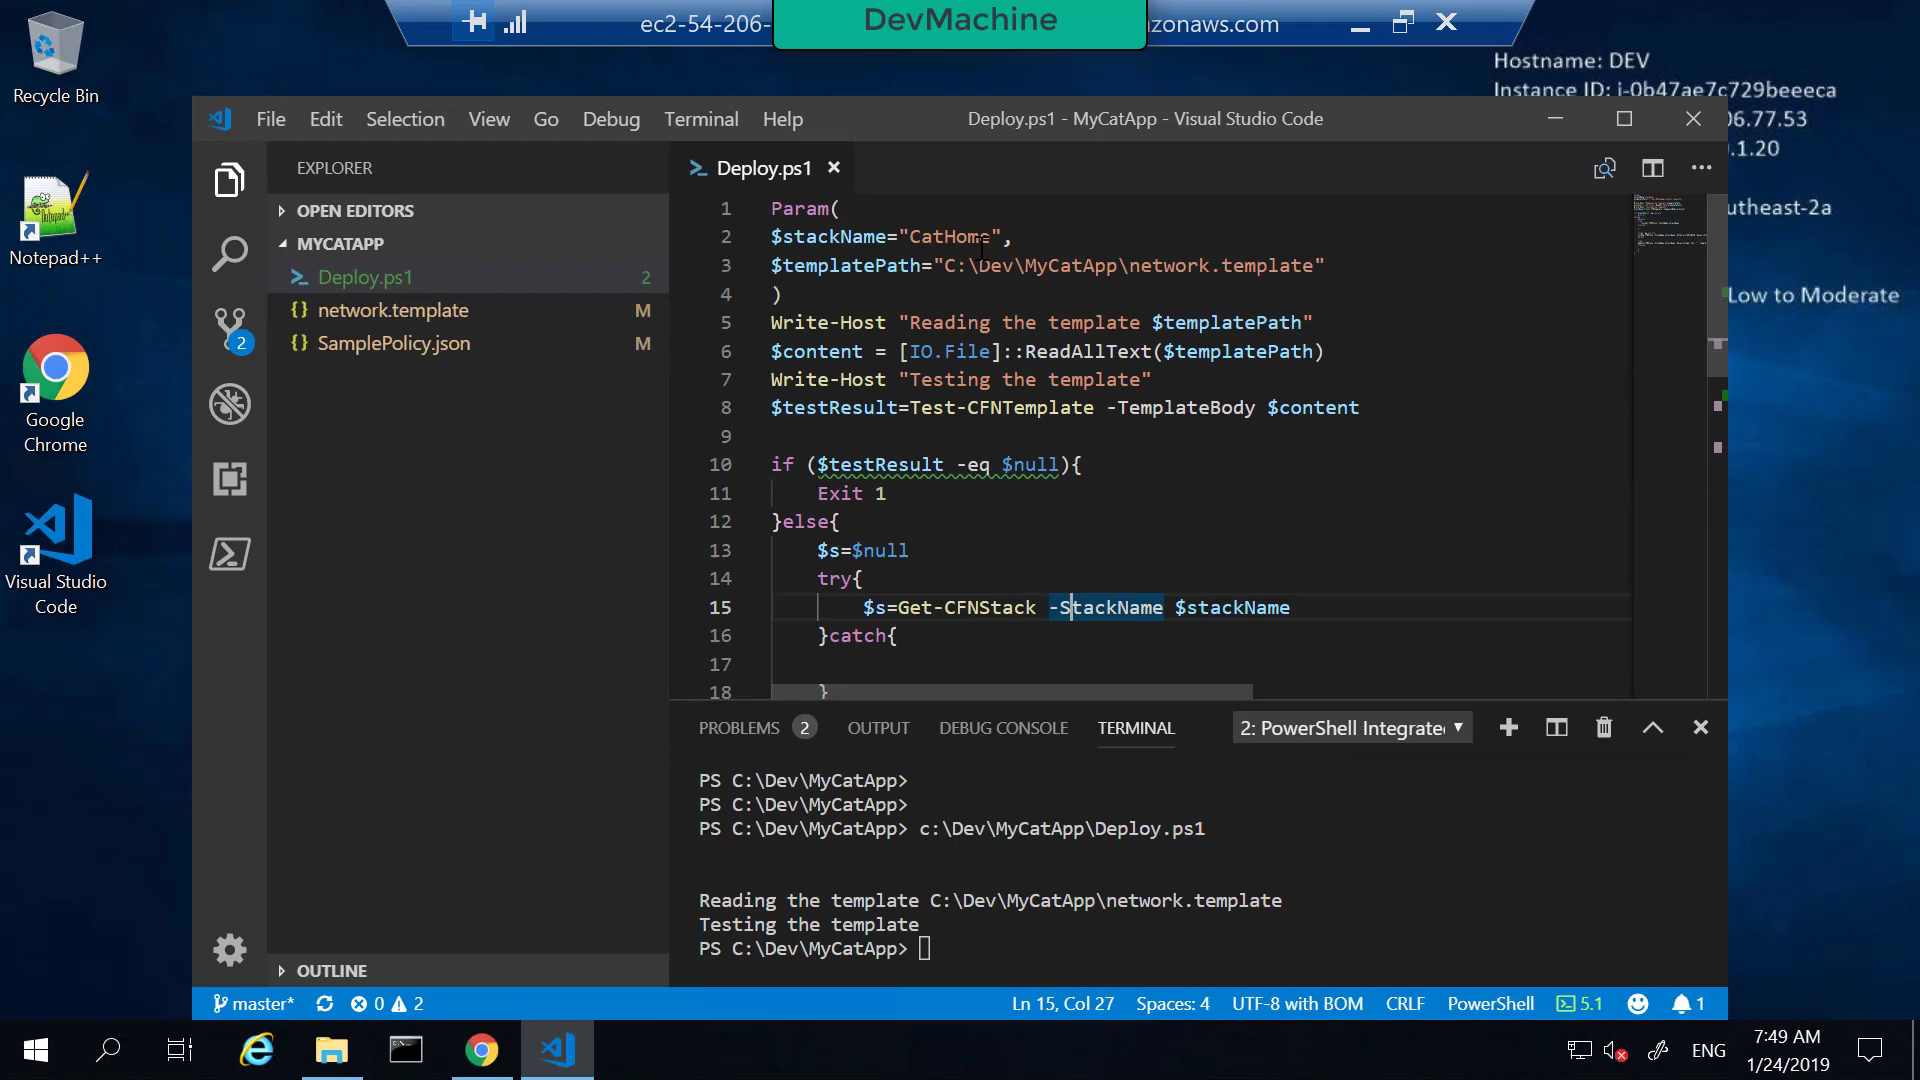 ec2-54-206-
DevMachine
zonaws.com
Recycle Bin
Notepad++
Google
Chrome
Visual Studio
Code
Hostname: DEV
Instance ID: i-0b47ae7c729beeeca
06.77.53
.1.20
utheast-2a
Low to Moderate
File Edit Selection View Go Debug Terminal Help
Deploy.ps1 - MyCatApp - Visual Studio Code
EXPLORER
OPEN EDITORS
MYCATAPP
Deploy.ps1 2
network.template M
SamplePolicy.json M
2
OUTLINE
Deploy.ps1
1 Param(
2 $stackName="CatHome",
3 $templatePath="C:\Dev\MyCatApp\network.template"
4 )
5 Write-Host "Reading the template $templatePath"
6 $content = [IO.File]::ReadAllText($templatePath)
7 Write-Host "Testing the template"
8 $testResult=Test-CFNTemplate -TemplateBody $content
9
10 if ($testResult -eq $null){
11 Exit 1
12 }else{
13 $s=$null
14 try{
15 $s=Get-CFNStack -StackName $stackName
16 }catch{
17
18 }
PROBLEMS 2 OUTPUT DEBUG CONSOLE TERMINAL
2: PowerShell Integrate
PS C:\Dev\MyCatApp>
PS C:\Dev\MyCatApp>
PS C:\Dev\MyCatApp> c:\Dev\MyCatApp\Deploy.ps1
Reading the template C:\Dev\MyCatApp\network.template
Testing the template
PS C:\Dev\MyCatApp>
master* 0 2
Ln 15, Col 27 Spaces: 4 UTF-8 with BOM CRLF PowerShell 5.1 1
ENG
7:49 AM
1/24/2019